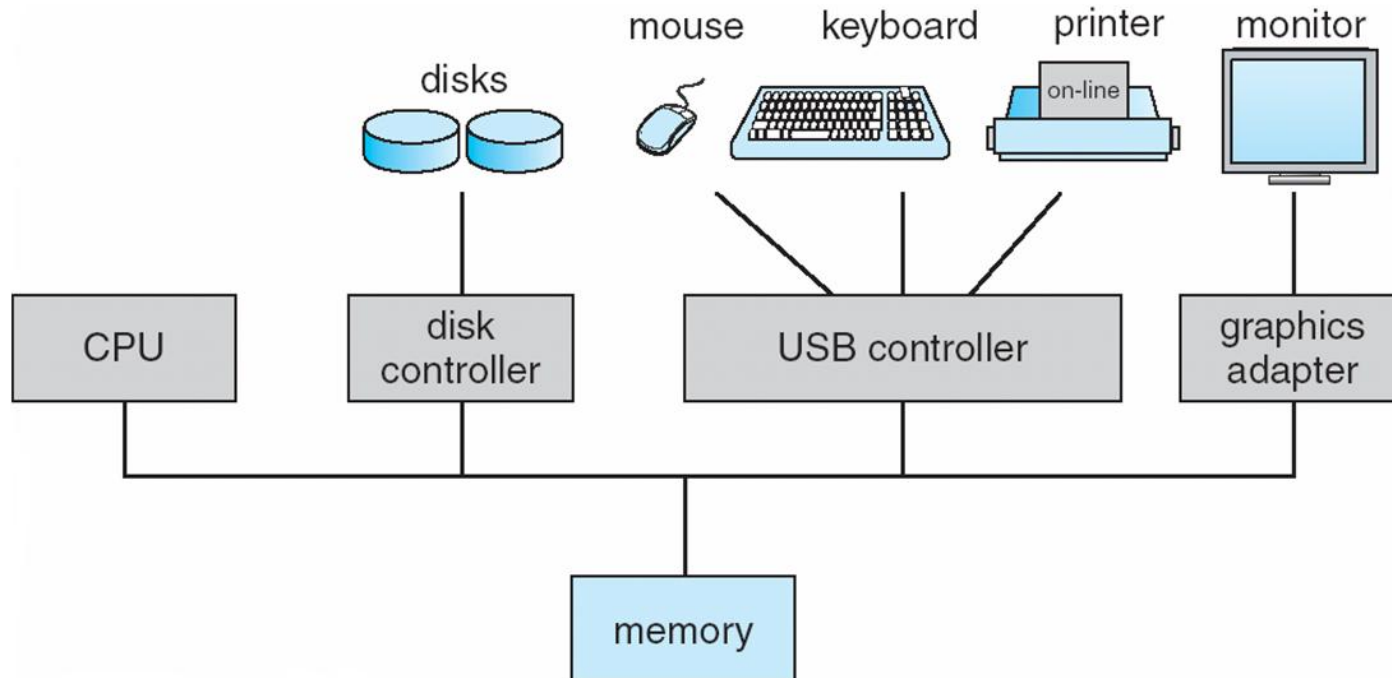 mouse keyboard printer monitor
disks
on-line
CPU
disk
controller
USB controller
graphics
adapter
memory